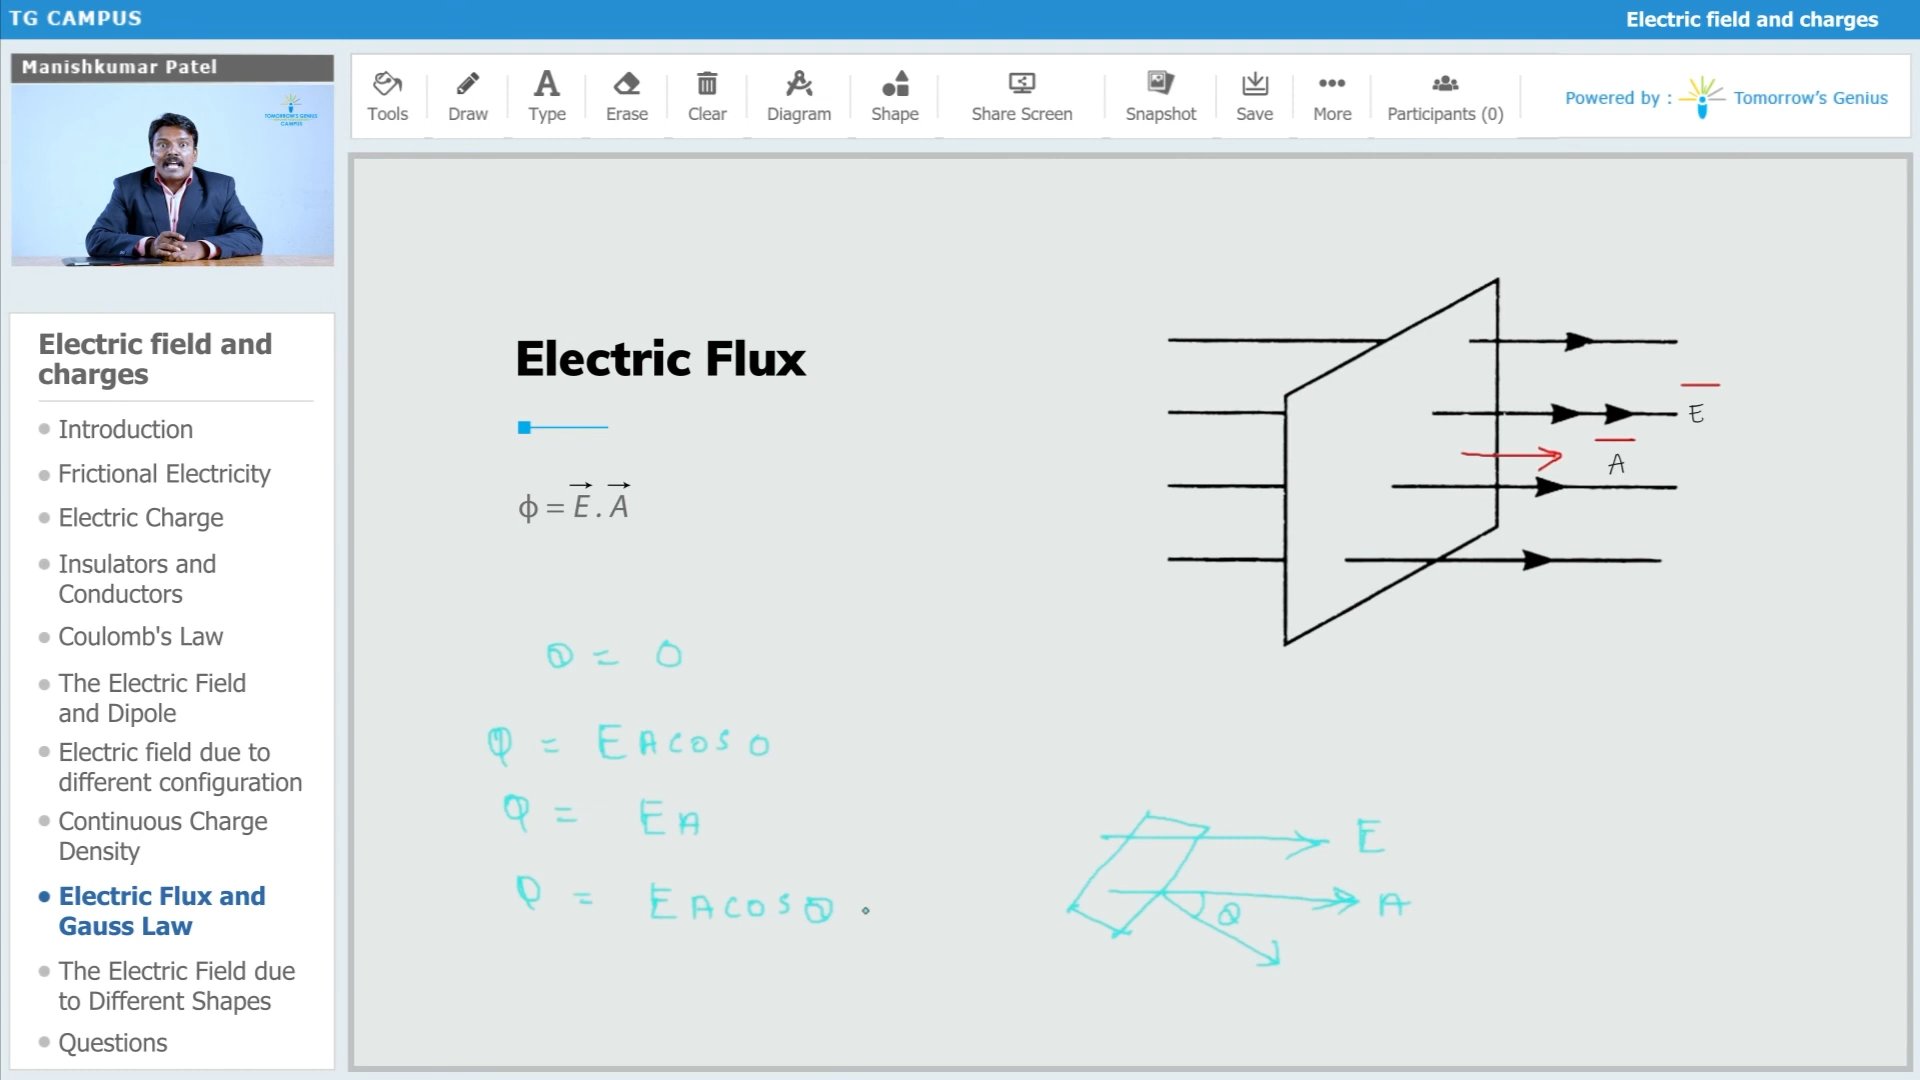 TG CAMPUS
Electric field and charges
Manishkumar Patel
TOMORROW'S GENIUS
CAMPUS
Tools
Draw
Type
Erase
Clear
Diagram
Shape
Share Screen
Snapshot
Save
More
Participants (0)
Powered by : Tomorrow's Genius
Electric field and
charges
Introduction
Frictional Electricity
Electric Charge
Insulators and
Conductors
Coulomb's Law
The Electric Field
and Dipole
Electric field due to
different configuration
Continuous Charge
Density
Electric Flux and
Gauss Law
The Electric Field due
to Different Shapes
Questions
Electric Flux
ϕ = E⃗ . A⃗
E
A
θ = 0
φ = EA cos 0
φ = EA
φ = EA cos θ
E
A
θ